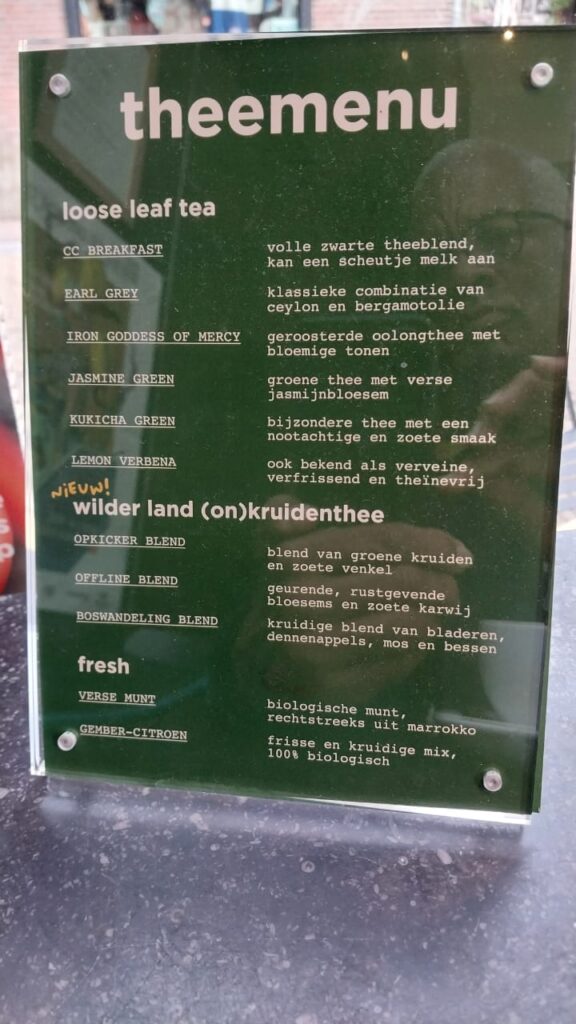 theemenu
loose leaf tea
CC BREAKFAST
volle zwarte theeblend,
kan een scheutje melk aan
EARL GREY
klassieke combinatie van
ceylon en bergamotolie
IRON GODDESS OF MERCY
geroosterde oolongthee met
bloemige tonen
JASMINE GREEN
groene thee met verse
jasmijnbloesem
KUKICHA GREEN
bijzondere thee met een
nootachtige en zoete smaak
LEMON VERBENA
ook bekend als verveine,
verfrissend en theïnevrij
NIEUW!
wilder land (on)kruidenthee
OPKICKER BLEND
blend van groene kruiden
en zoete venkel
OFFLINE BLEND
geurende, rustgevende
bloesems en zoete karwij
BOSWANDELING BLEND
kruidige blend van bladeren,
dennenappels, mos en bessen
fresh
VERSE MUNT
biologische munt,
rechtstreeks uit marrokko
GEMBER-CITROEN
frisse en kruidige mix,
100% biologisch